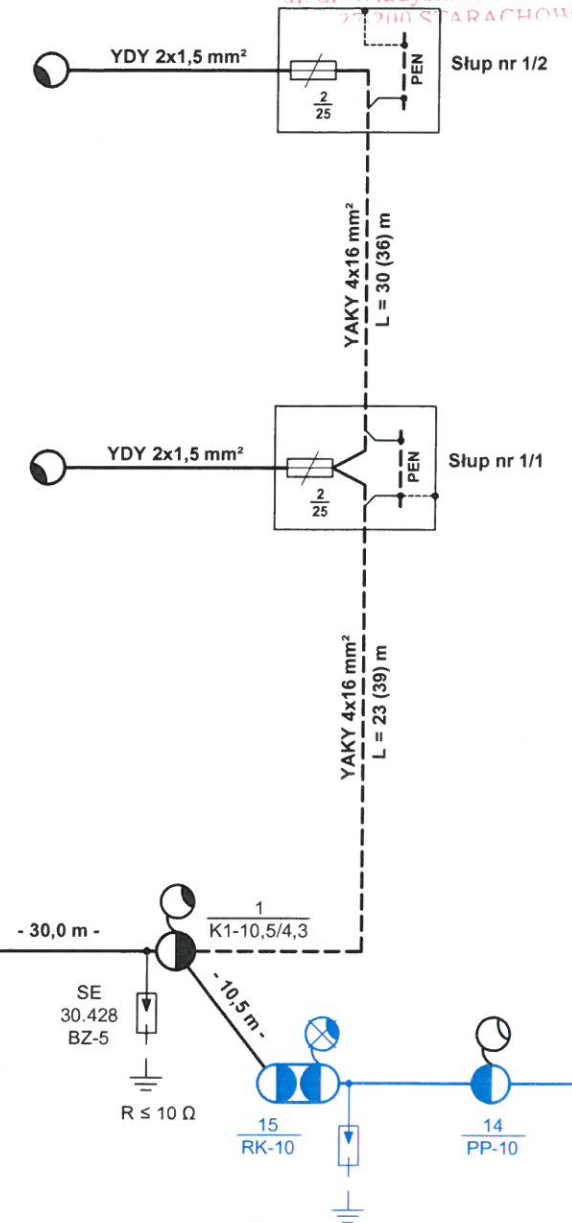 27-200 STARACHOW
YDY 2x1,5 mm²
2
25
PEN
Słup nr 1/2
YAKY 4x16 mm²
L = 30 (36) m
YDY 2x1,5 mm²
2
25
PEN
Słup nr 1/1
YAKY 4x16 mm²
L = 23 (39) m
- 30,0 m -
1
K1-10,5/4,3
SE
30.428
BZ-5
R ≤ 10 Ω
- 10,5 m -
15
RK-10
14
PP-10